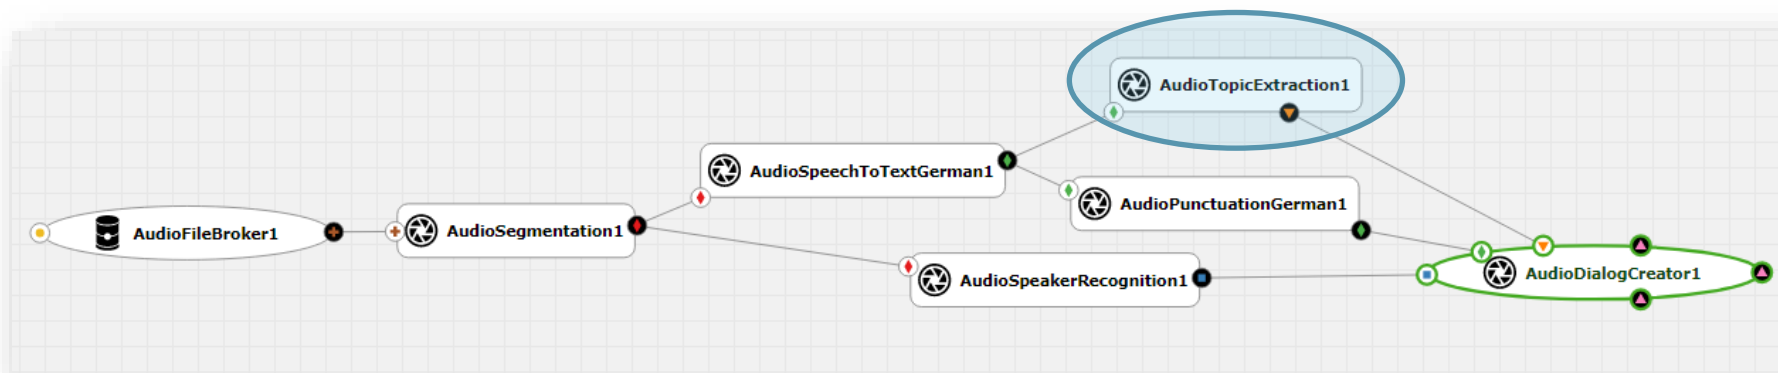 AudioTopicExtraction1
AudioSpeechToTextGerman1
AudioPunctuationGerman1
AudioFileBroker1
AudioSegmentation1
AudioSpeakerRecognition1
AudioDialogCreator1